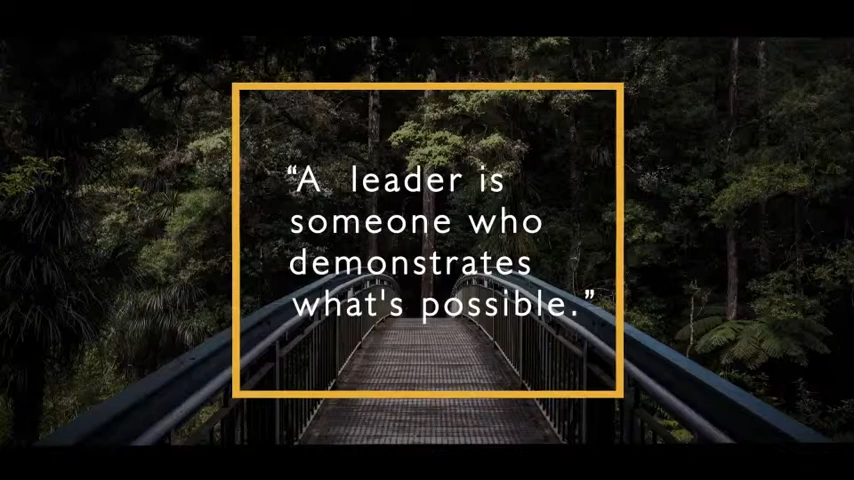 “A leader is
someone who
demonstrates
what's possible.”